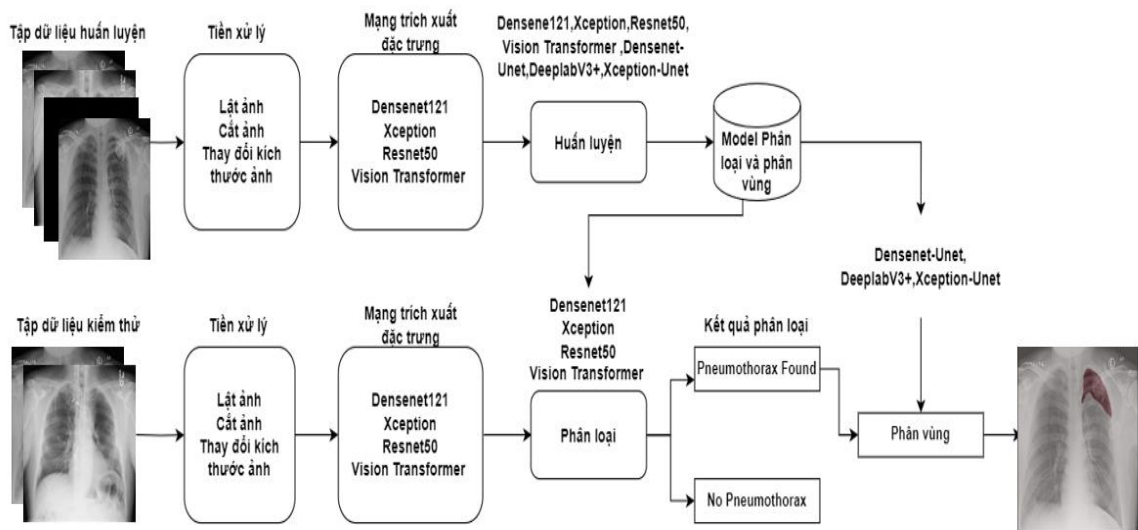 Tập dữ liệu huấn luyện
Tiền xử lý
Mạng trích xuất
đặc trưng
Densene121,Xception,Resnet50,
Vision Transformer ,Densenet-
Unet,DeeplabV3+,Xception-Unet
Lật ảnh
Cắt ảnh
Thay đổi kích
thước ảnh
Densenet121
Xception
Resnet50
Vision Transformer
Huấn luyện
Model Phân
loại và phân
vùng
Densenet-Unet,
DeeplabV3+,Xception-Unet
Tập dữ liệu kiểm thử
Tiền xử lý
Mạng trích xuất
đặc trưng
Densenet121
Xception
Resnet50
Vision Transformer
Kết quả phân loại
Lật ảnh
Cắt ảnh
Thay đổi kích
thước ảnh
Densenet121
Xception
Resnet50
Vision Transformer
Phân loại
Pneumothorax Found
No Pneumothorax
Phân vùng